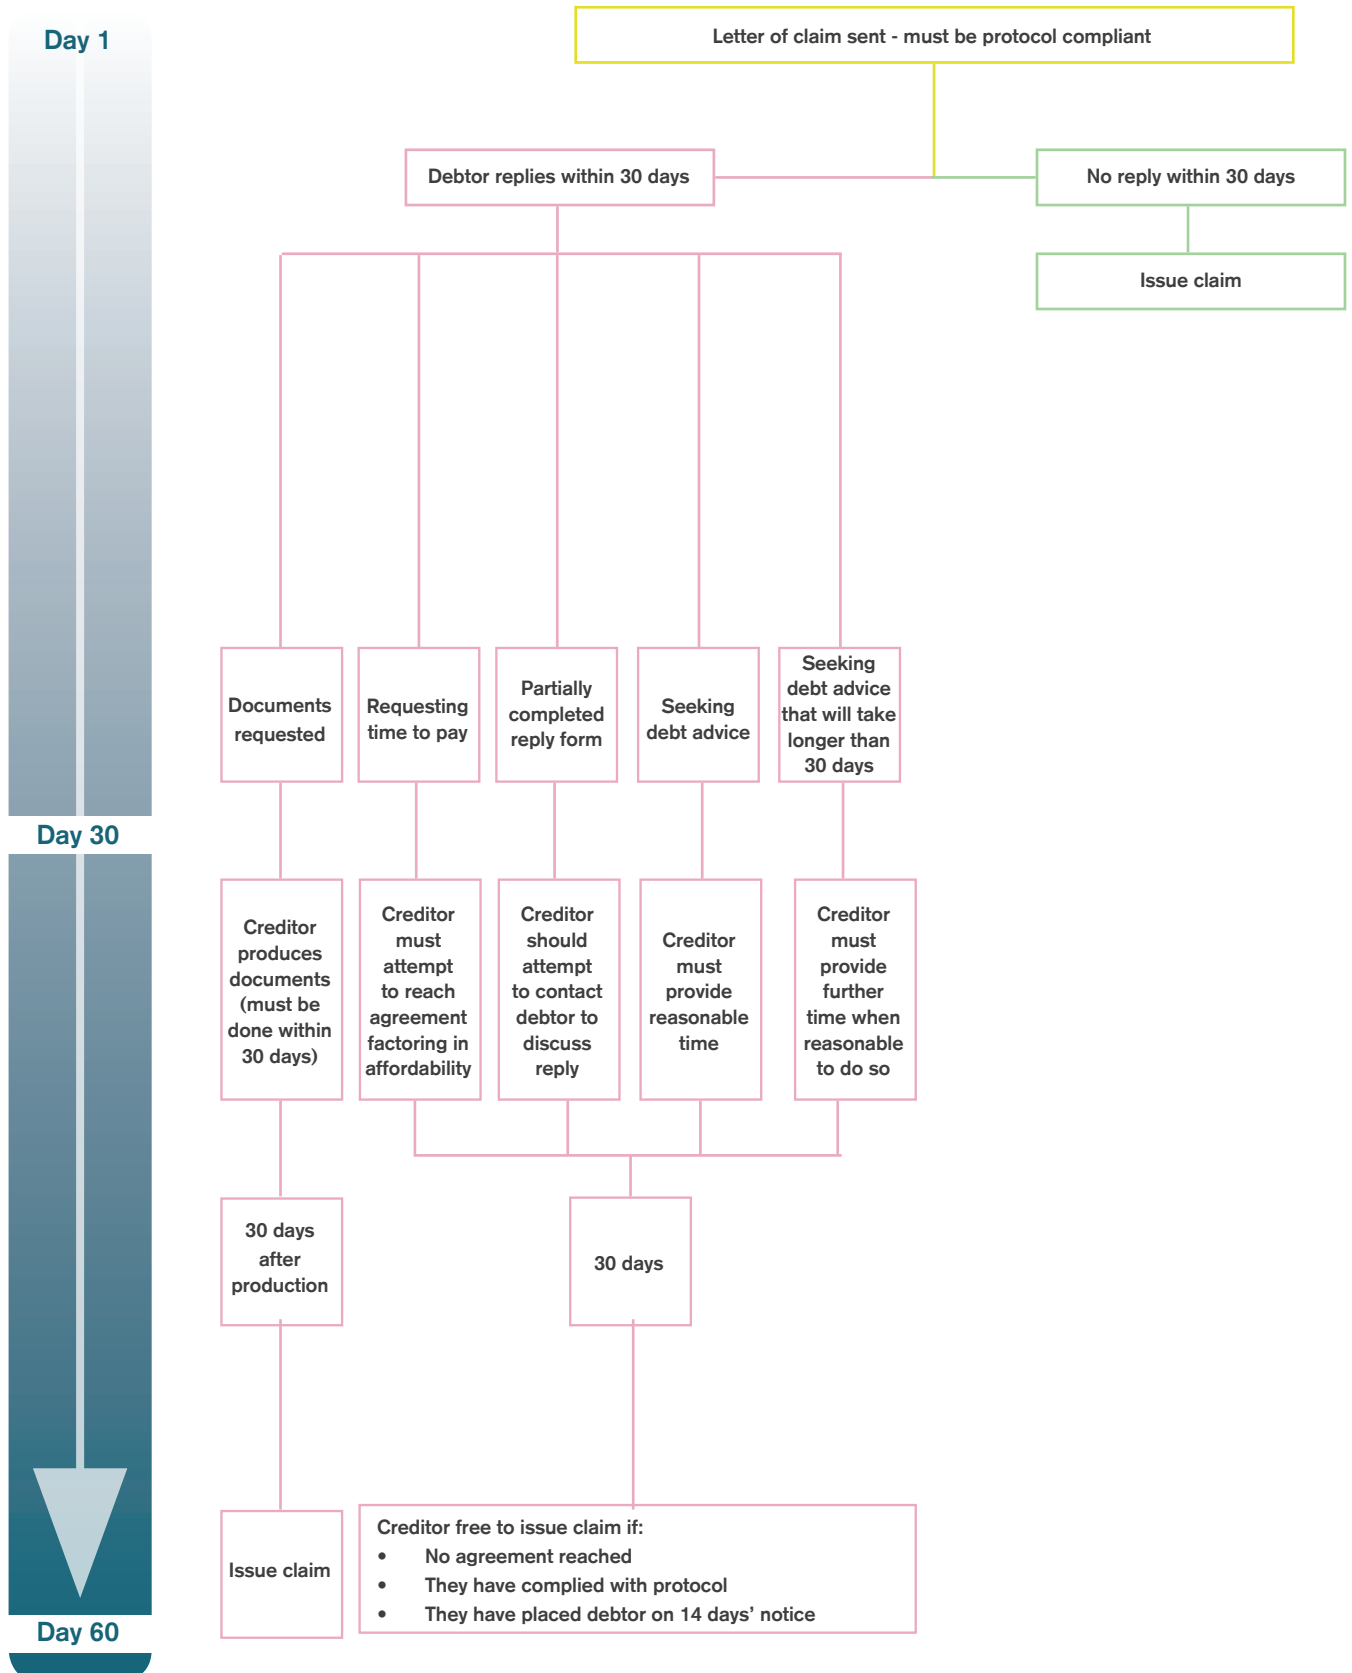 Day 1
Letter of claim sent - must be protocol compliant
Debtor replies within 30 days
No reply within 30 days
Issue claim
Documents
requested
Requesting
time to pay
Partially
completed
reply form
Seeking
debt advice
Seeking
debt advice
that will take
longer than
30 days
Day 30
Creditor
produces
documents
(must be
done within
30 days)
Creditor
must
attempt
to reach
agreement
factoring in
affordability
Creditor
should
attempt
to contact
debtor to
discuss
reply
Creditor
must
provide
reasonable
time
Creditor
must
provide
further
time when
reasonable
to do so
30 days
after
production
30 days
Issue claim
Creditor free to issue claim if:
• No agreement reached
• They have complied with protocol
• They have placed debtor on 14 days’ notice
Day 60